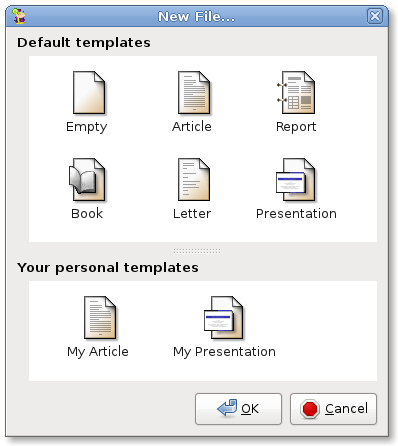 New File...
Default templates
Empty Article Report
Book Letter Presentation
Your personal templates
My Article My Presentation
OK Cancel